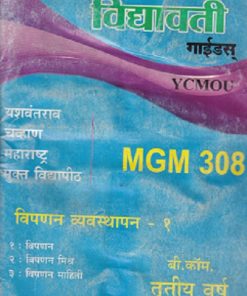 विद्यावती
गाईडस्
YCMOU
यशवंतराव
चव्हाण
महाराष्ट्र
मुक्त विद्यापीठ
MGM 308
विपणन व्यवस्थापन - १
१ : विपणन
२ : विपणन मिश्र
३ : विपणन माहिती
बी.कॉम.
तृतीय वर्ष